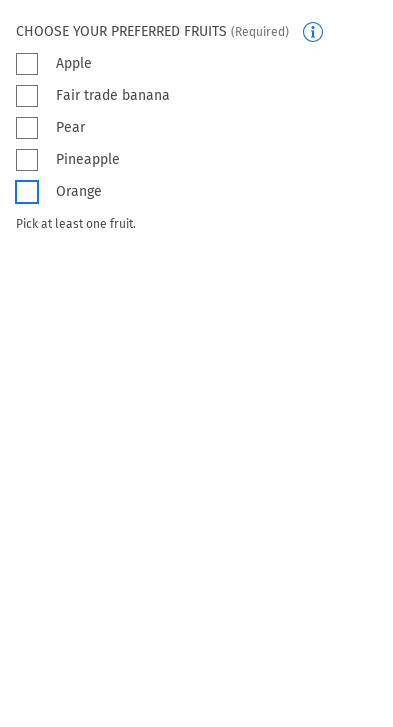 CHOOSE YOUR PREFERRED FRUITS (Required)
Apple
Fair trade banana
Pear
Pineapple
Orange
Pick at least one fruit.